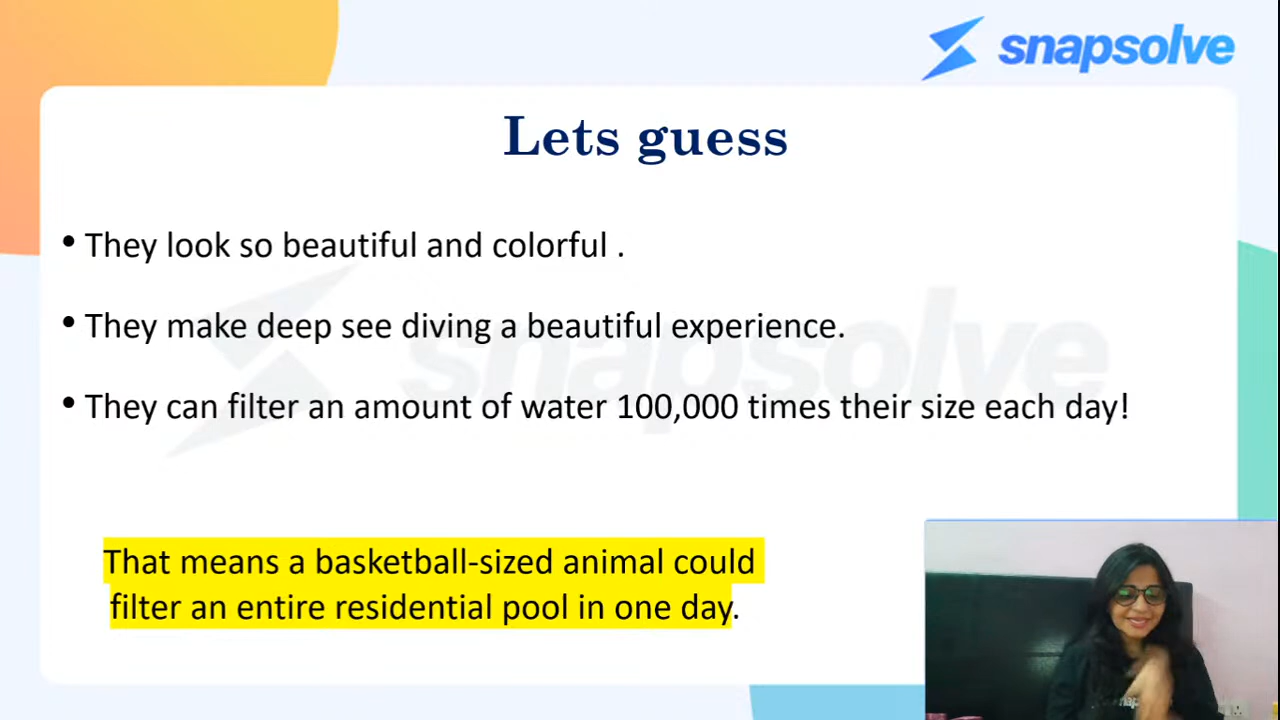 snapsolve
Lets guess
• They look so beautiful and colorful .
• They make deep see diving a beautiful experience.
• They can filter an amount of water 100,000 times their size each day!
That means a basketball-sized animal could
filter an entire residential pool in one day.
snapsolve